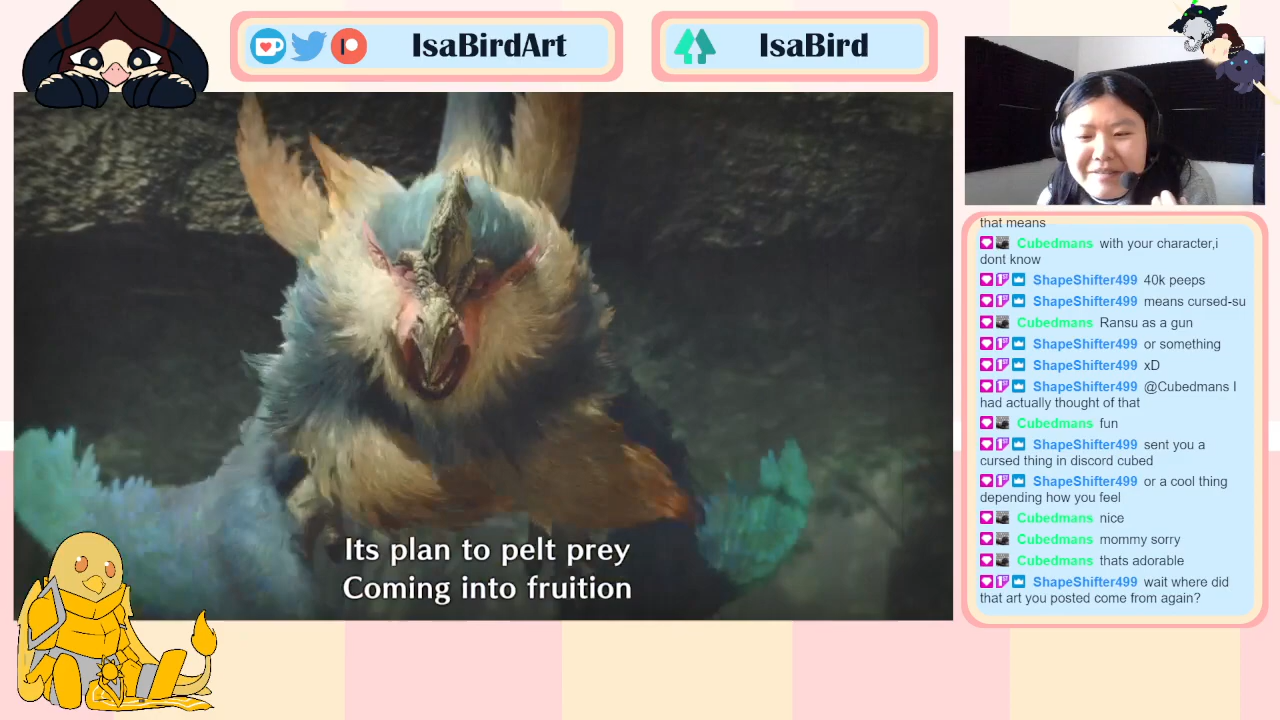 IsaBirdArt
IsaBird
that means
Cubedmans with your character,i
dont know
ShapeShifter499 40k peeps
ShapeShifter499 means cursed-su
Cubedmans Ransu as a gun
ShapeShifter499 or something
ShapeShifter499 xD
ShapeShifter499 @Cubedmans I
had actually thought of that
Cubedmans fun
ShapeShifter499 sent you a
cursed thing in discord cubed
ShapeShifter499 or a cool thing
depending how you feel
Cubedmans nice
Cubedmans mommy sorry
Cubedmans thats adorable
ShapeShifter499 wait where did
that art you posted come from again?
Its plan to pelt prey
Coming into fruition